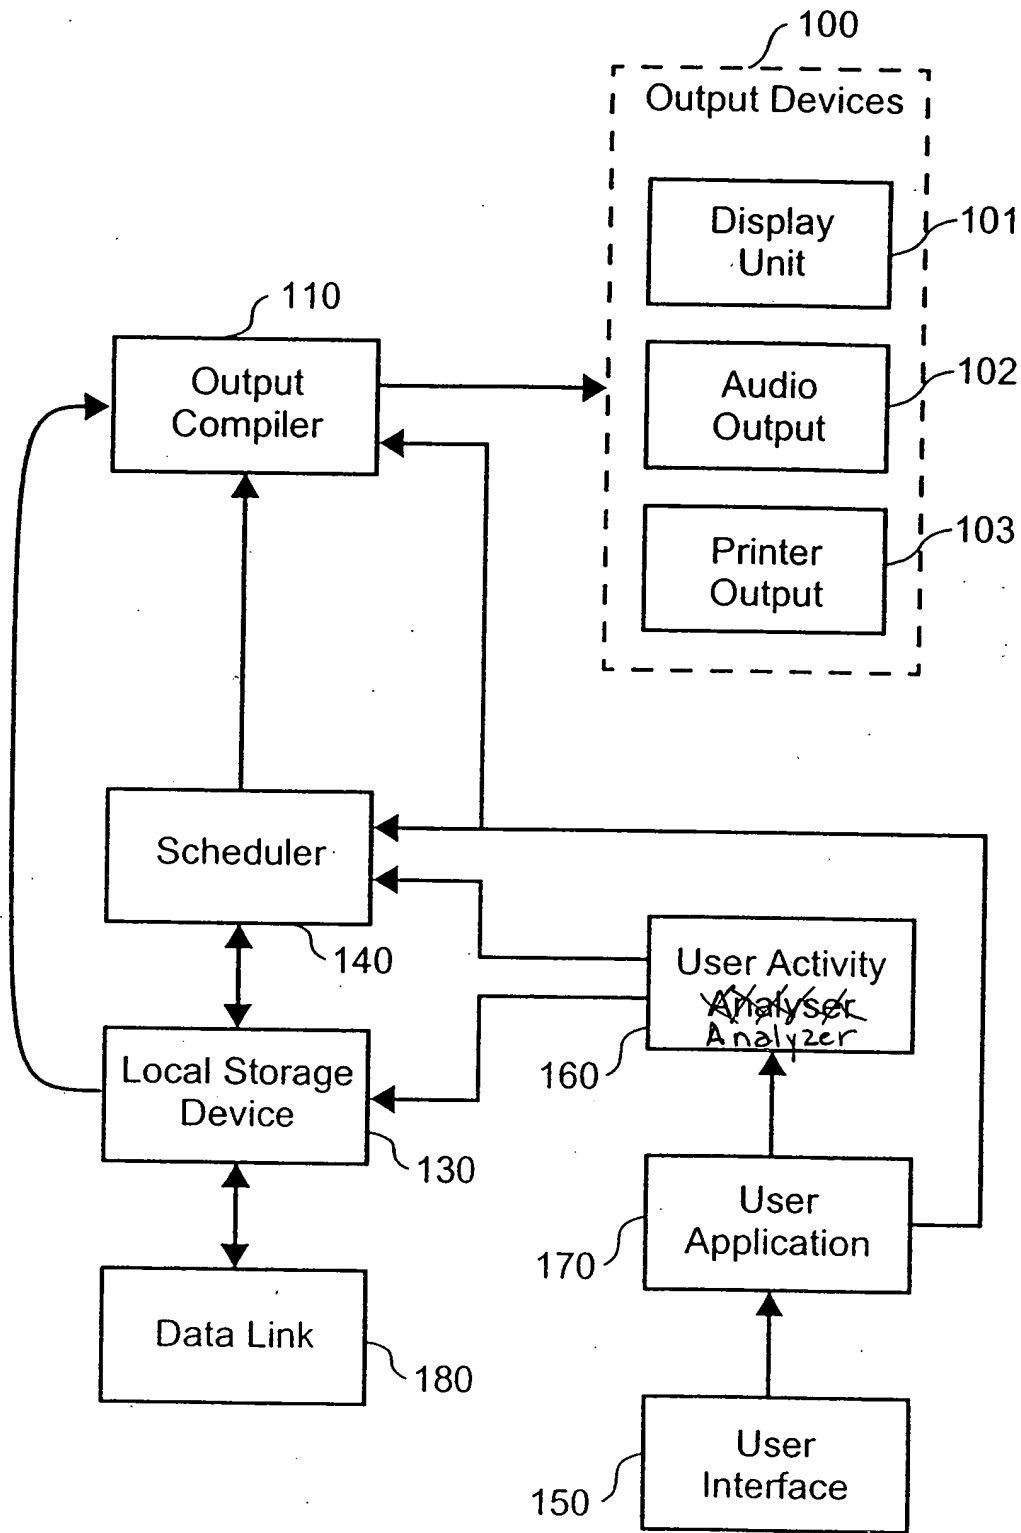 100
Output Devices
Display
Unit
101
110
Output
Compiler
Audio
Output
102
Printer
Output
103
Scheduler
140
User Activity
Analyser
Analyzer
160
Local Storage
Device
130
User
Application
170
Data Link
180
User
Interface
150